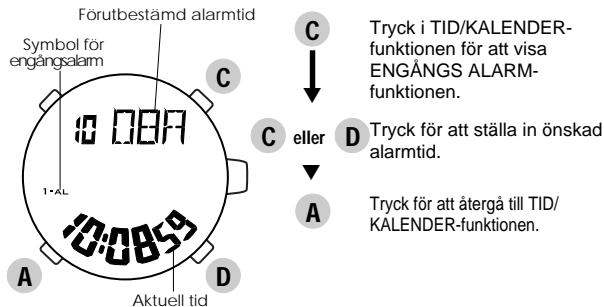 Förutbestämd alarmtid
Symbol för
engångsalarm
C
10 08A
1-AL
10:08 59
A
D
Aktuell tid
C
Tryck i TID/KALENDER-
funktionen för att visa
ENGÅNGS ALARM-
funktionen.
C eller D
Tryck för att ställa in önskad
alarmtid.
A
Tryck för att återgå till TID/
KALENDER-funktionen.